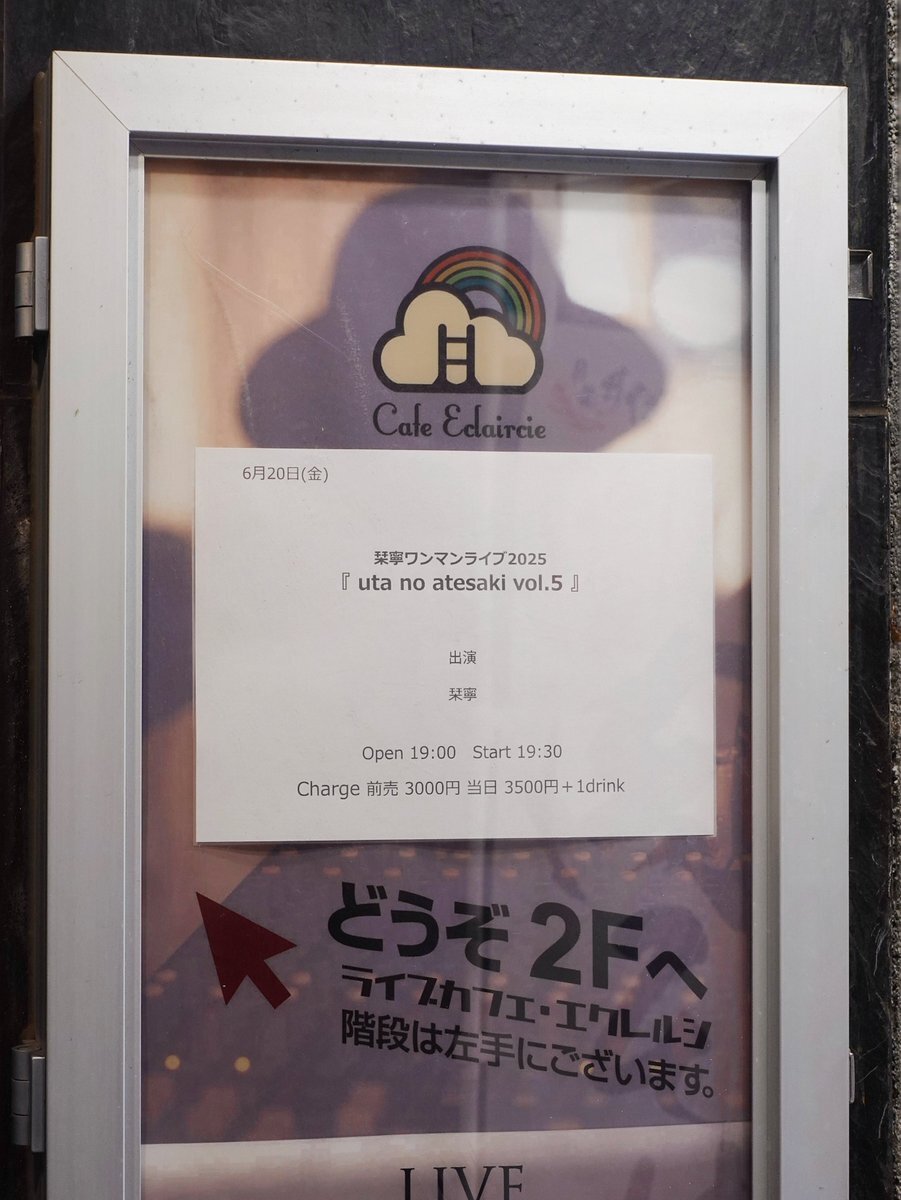 Cafe Eclaircie
6月20日(金)
栞寧ワンマンライブ2025
『 uta no atesaki vol.5 』
出演
栞寧
Open 19:00 Start 19:30
Charge 前売 3000円 当日 3500円＋1drink
どうぞ 2Fへ
ライブカフェ・エクレルシ
階段は左手にございます。
LIVE